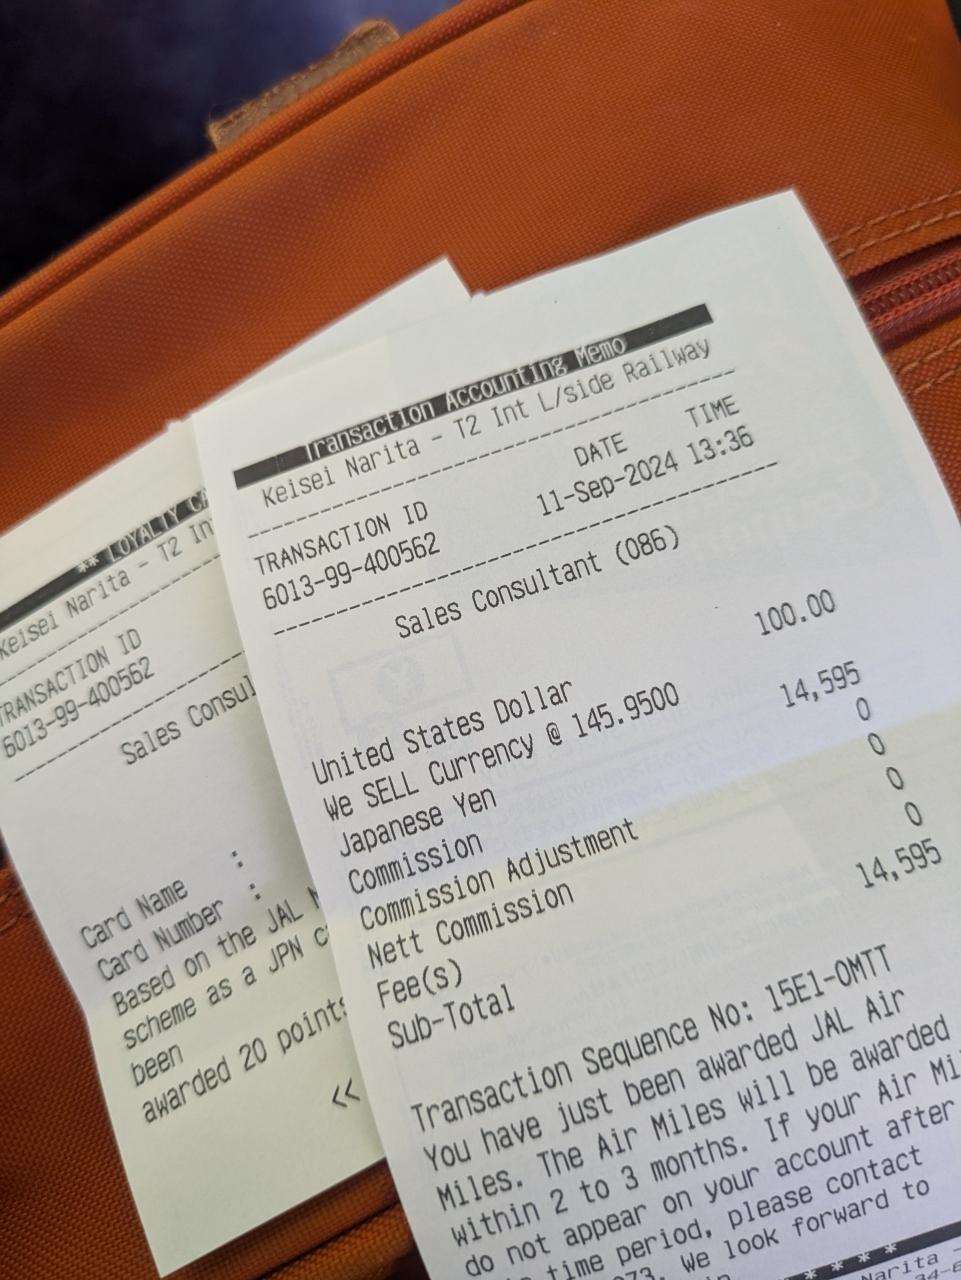 Transaction Accounting Memo
Keisei Narita - T2 Int L/side Railway
DATE TIME
TRANSACTION ID 11-Sep-2024 13:36
6013-99-400562
Sales Consultant (086)
United States Dollar 100.00
We SELL Currency @ 145.9500
Japanese Yen 14,595
Commission 0
Commission Adjustment 0
Nett Commission 0
Fee(s) 0
Sub-Total 14,595
Transaction Sequence No: 15E1-OMTT
You have just been awarded JAL Air
Miles. The Air Miles will be awarded
within 2 to 3 months. If your Air Mi
do not appear on your account after
time period, please contact
073. We look forward to
* * * *
Narita -
** LOYALTY CA
Keisei Narita - T2 In
TRANSACTION ID
6013-99-400562
Sales Consul
Card Name :
Card Number :
Based on the JAL M
scheme as a JPN c
been
awarded 20 points
<<